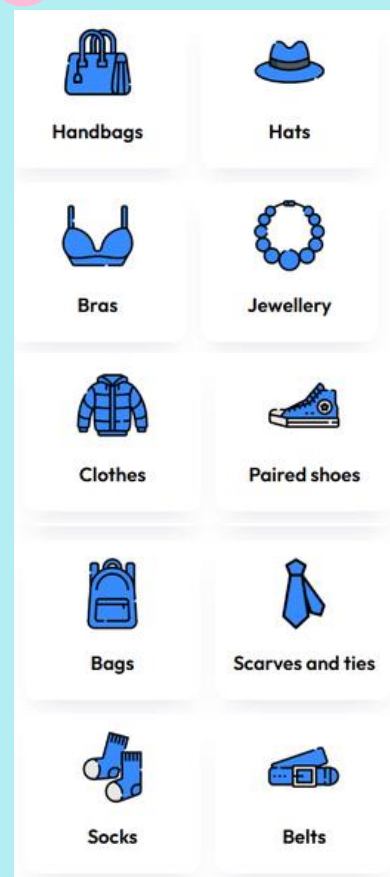 Handbags
Hats
Bras
Jewellery
Clothes
Paired shoes
Bags
Scarves and ties
Socks
Belts